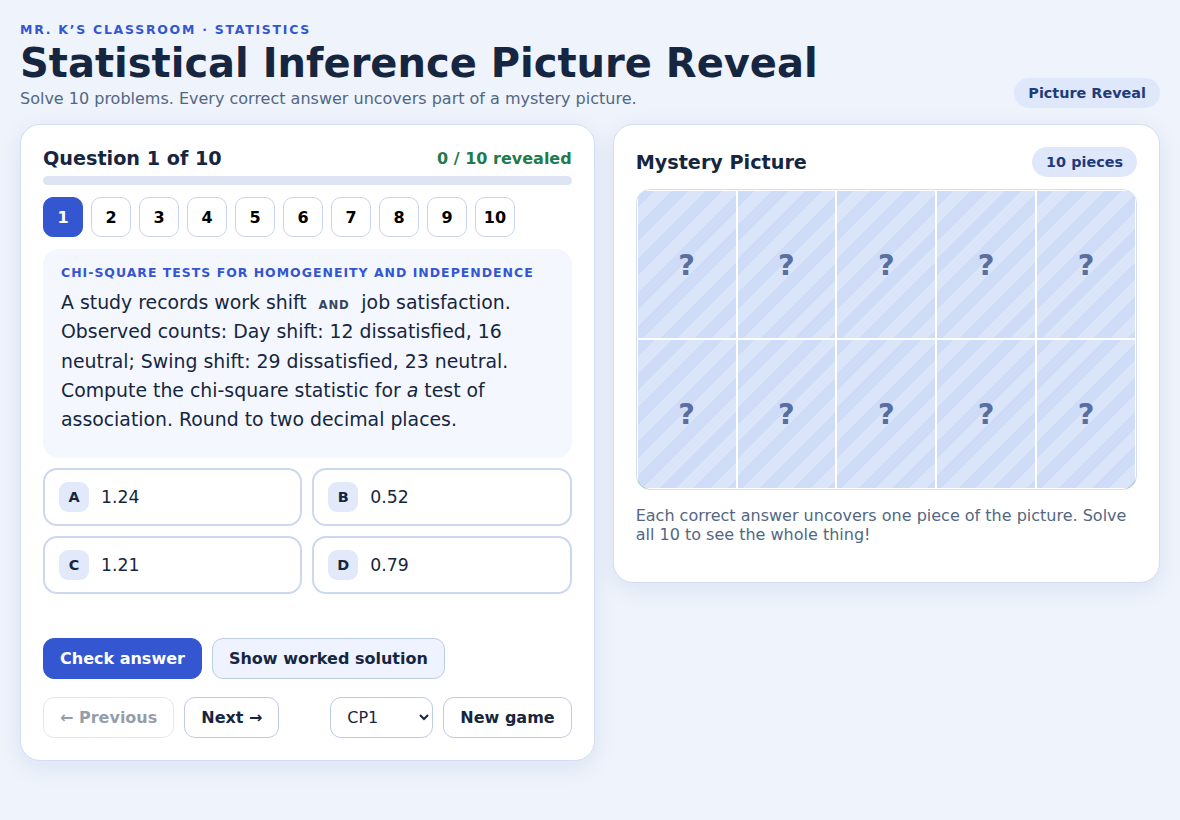 MR. K’S CLASSROOM · STATISTICS
Statistical Inference Picture Reveal
Solve 10 problems. Every correct answer uncovers part of a mystery picture.
Picture Reveal
Question 1 of 10
0 / 10 revealed
1 2 3 4 5 6 7 8 9 10
CHI-SQUARE TESTS FOR HOMOGENEITY AND INDEPENDENCE
A study records work shift AND job satisfaction.
Observed counts: Day shift: 12 dissatisfied, 16
neutral; Swing shift: 29 dissatisfied, 23 neutral.
Compute the chi-square statistic for a test of
association. Round to two decimal places.
A 1.24
B 0.52
C 1.21
D 0.79
Check answer
Show worked solution
← Previous
Next →
CP1
New game
Mystery Picture
10 pieces
? ? ? ? ?
? ? ? ? ?
Each correct answer uncovers one piece of the picture. Solve
all 10 to see the whole thing!